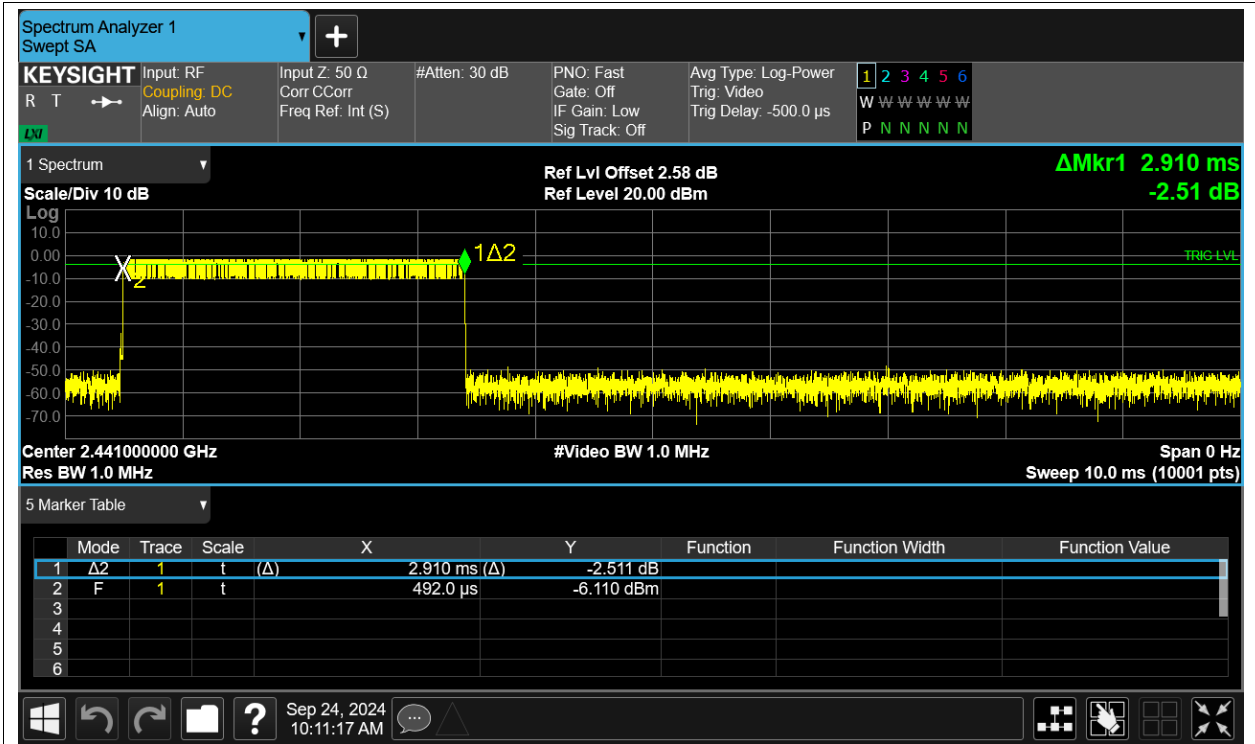 Spectrum Analyzer 1
Swept SA
KEYSIGHT
R T
LXI
Input: RF
Coupling: DC
Align: Auto
Input Z: 50 Ω
Corr CCorr
Freq Ref: Int (S)
#Atten: 30 dB
PNO: Fast
Gate: Off
IF Gain: Low
Sig Track: Off
Avg Type: Log-Power
Trig: Video
Trig Delay: -500.0 µs
1 2 3 4 5 6
W W W W W W
P N N N N N
1 Spectrum
Scale/Div 10 dB
Ref Lvl Offset 2.58 dB
Ref Level 20.00 dBm
ΔMkr1 2.910 ms
-2.51 dB
Log
10.0
0.00
-10.0
-20.0
-30.0
-40.0
-50.0
-60.0
-70.0
2
1Δ2
TRIG LVL
Center 2.441000000 GHz
#Video BW 1.0 MHz
Span 0 Hz
Res BW 1.0 MHz
Sweep 10.0 ms (10001 pts)
5 Marker Table
Mode Trace Scale X Y Function Function Width Function Value
1 Δ2 1 t (Δ) 2.910 ms (Δ) -2.511 dB
2 F 1 t 492.0 µs -6.110 dBm
3
4
5
6
?
Sep 24, 2024
10:11:17 AM